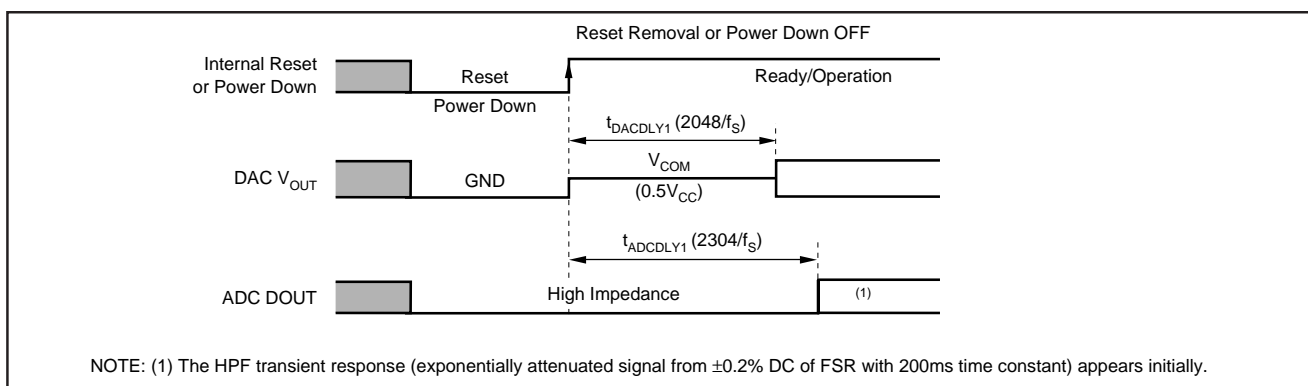 Reset Removal or Power Down OFF
Internal Reset
or Power Down
Reset
Power Down
Ready/Operation
tDACDLY1 (2048/fS)
DAC VOUT
GND
VCOM
(0.5VCC)
tADCDLY1 (2304/fS)
ADC DOUT
High Impedance
(1)
NOTE: (1) The HPF transient response (exponentially attenuated signal from ±0.2% DC of FSR with 200ms time constant) appears initially.